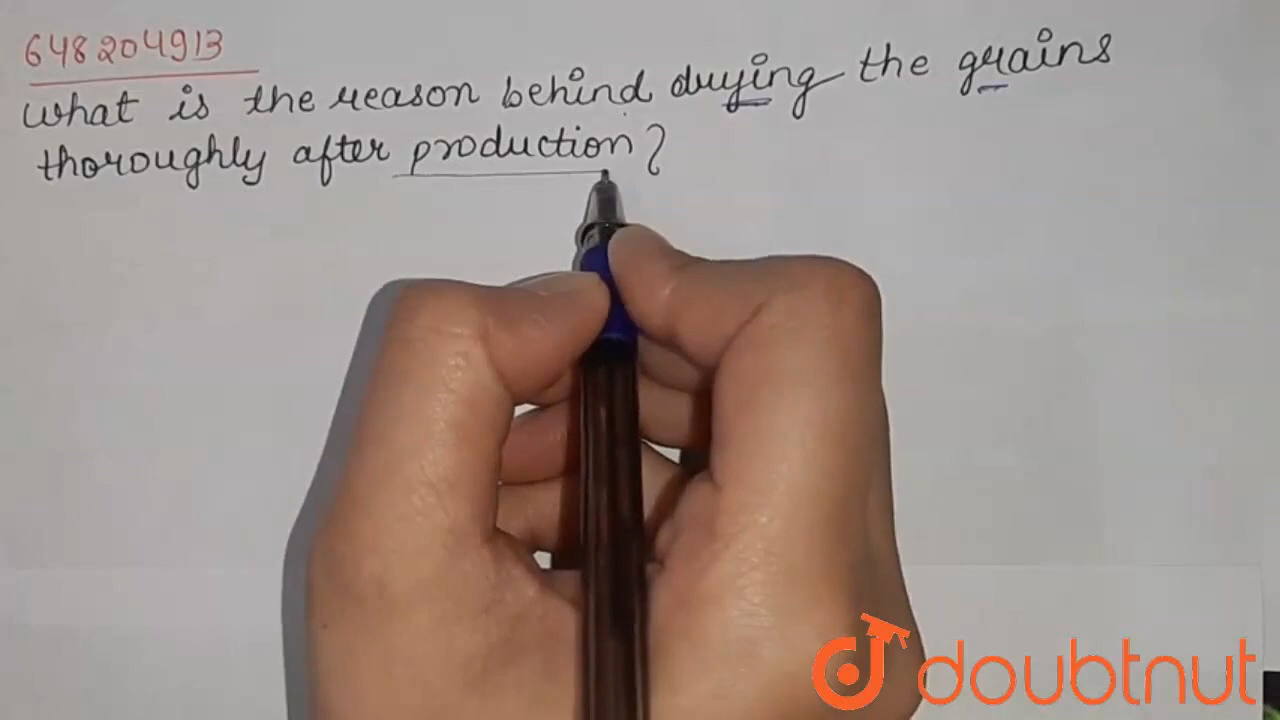 648204913
What is the reason behind drying the grains
thoroughly after production?
doubtnut